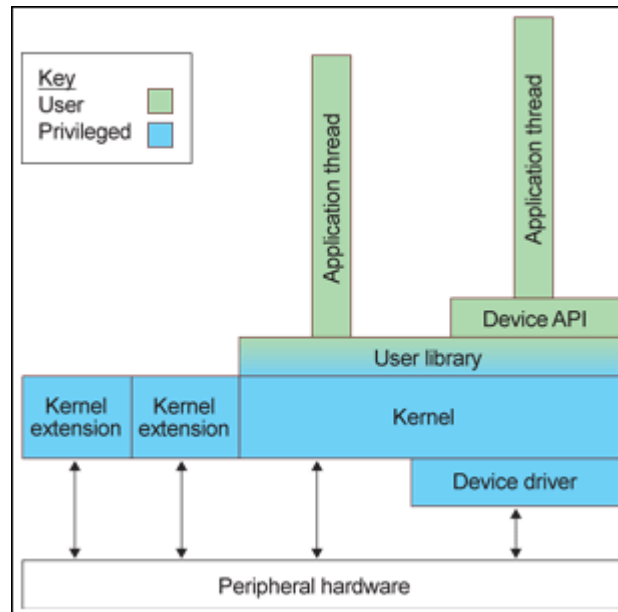 Key
User
Privileged
Application thread
Application thread
Device API
User library
Kernel
extension
Kernel
extension
Kernel
Device driver
Peripheral hardware